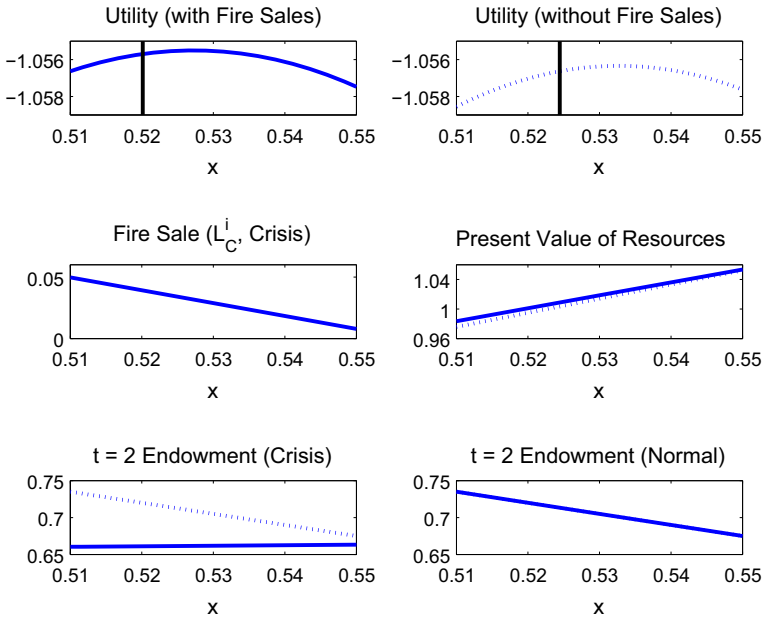 Utility (with Fire Sales)
−1.056
−1.058
0.51 0.52 0.53 0.54 0.55
x
Utility (without Fire Sales)
−1.056
−1.058
0.51 0.52 0.53 0.54 0.55
x
Fire Sale (L_C^i, Crisis)
0.05
0
0.51 0.52 0.53 0.54 0.55
x
Present Value of Resources
1.04
1
0.96
0.51 0.52 0.53 0.54 0.55
x
t = 2 Endowment (Crisis)
0.75
0.7
0.65
0.51 0.52 0.53 0.54 0.55
x
t = 2 Endowment (Normal)
0.75
0.7
0.65
0.51 0.52 0.53 0.54 0.55
x